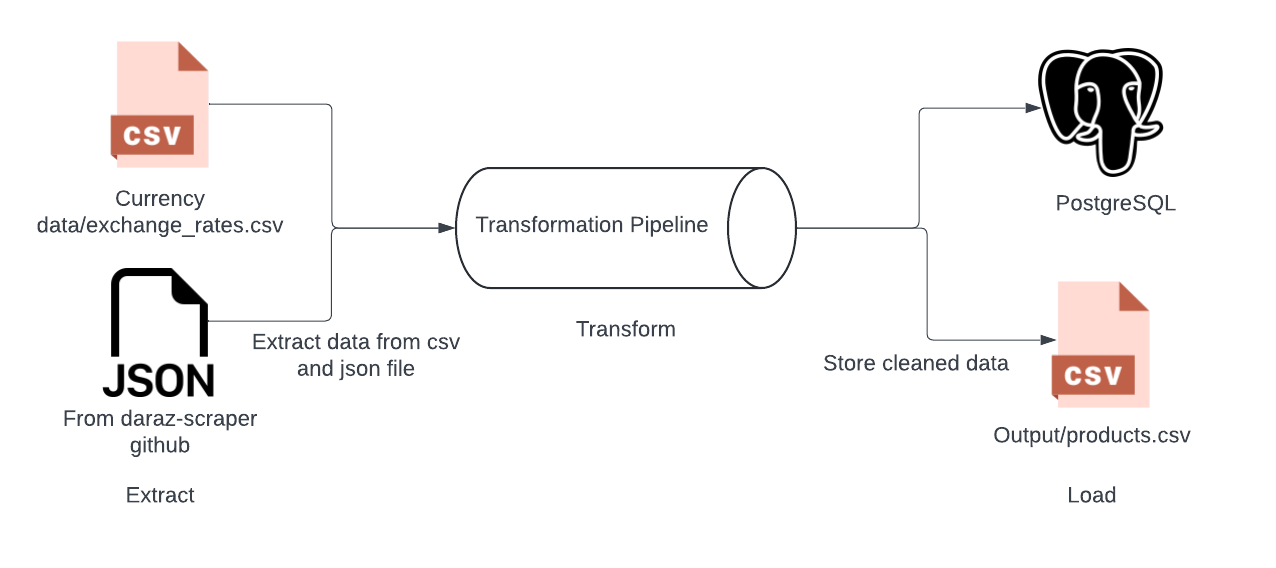 CSV
Currency
data/exchange_rates.csv
JSON
From daraz-scraper
github
Extract
Extract data from csv
and json file
Transformation Pipeline
Transform
PostgreSQL
Store cleaned data
CSV
Output/products.csv
Load